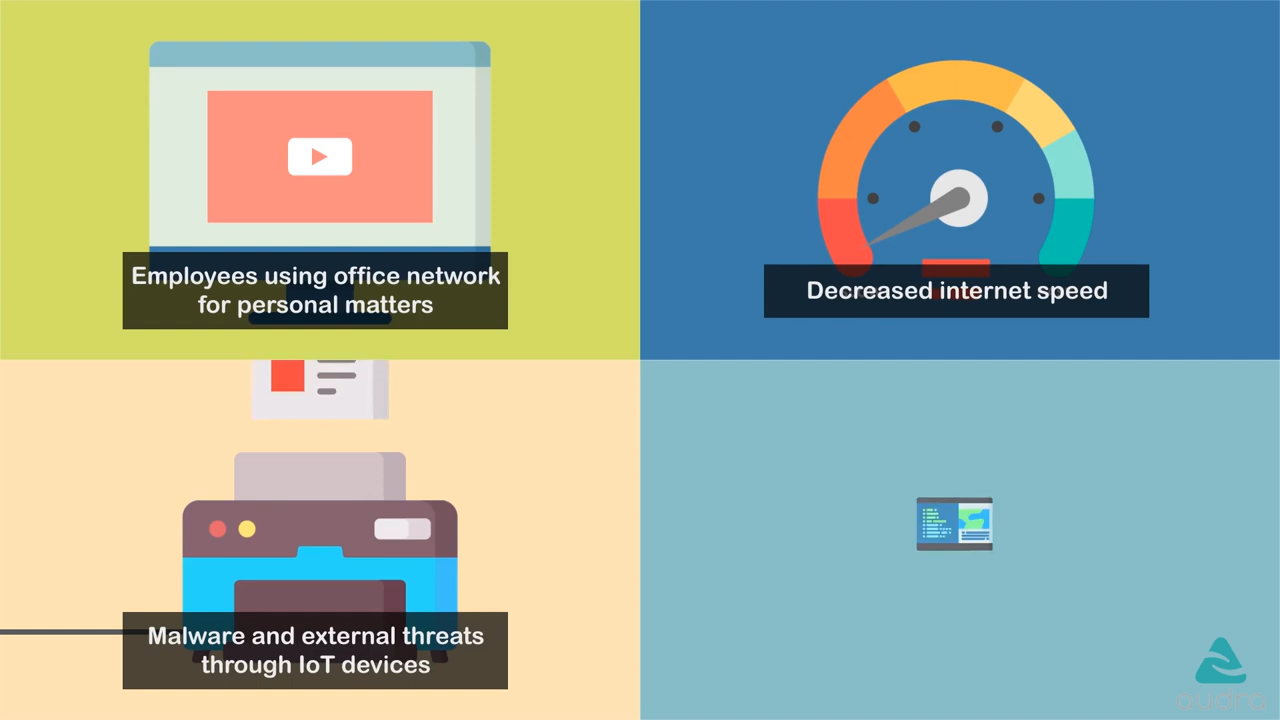 Employees using office network
for personal matters
Decreased internet speed
Malware and external threats
through IoT devices